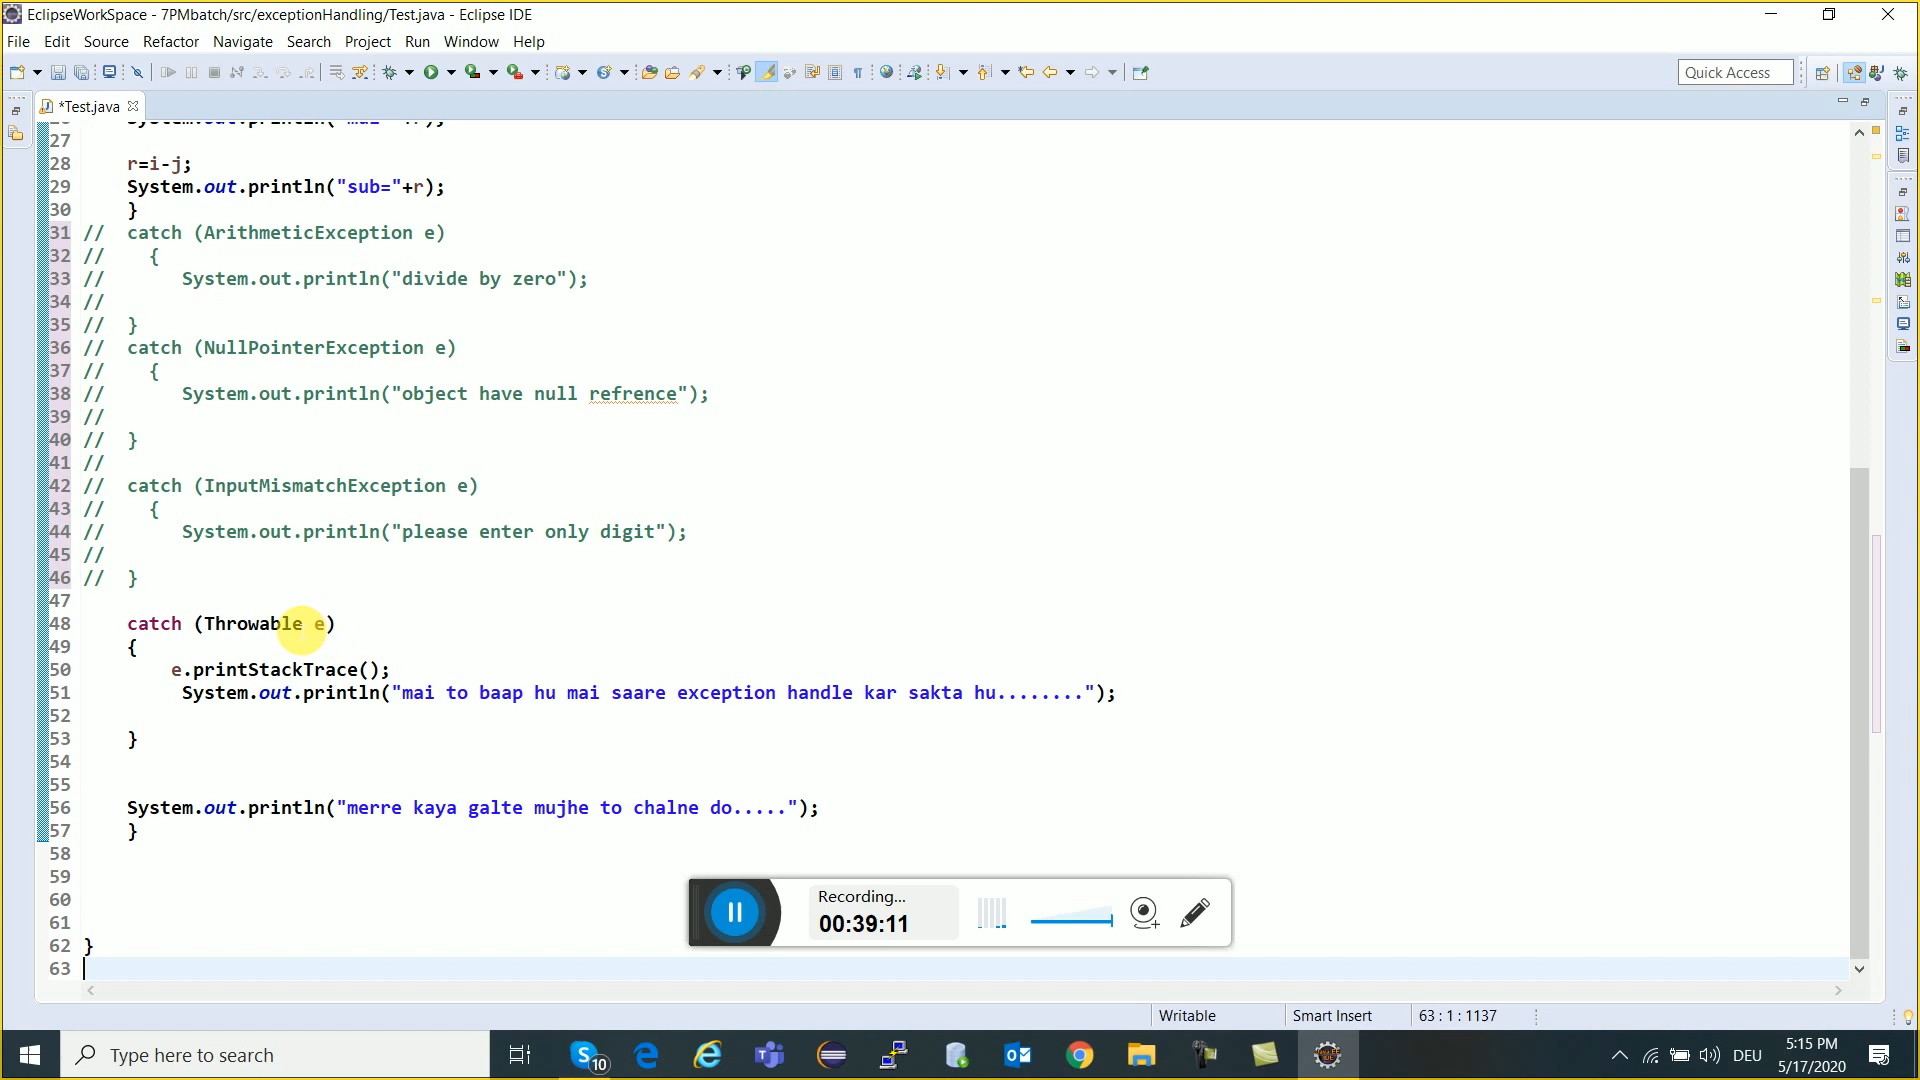 EclipseWorkSpace - 7PMbatch/src/exceptionHandling/Test.java - Eclipse IDE
File Edit Source Refactor Navigate Search Project Run Window Help
Quick Access
*Test.java
27
28 r=i-j;
29 System.out.println("sub="+r);
30 }
31 // catch (ArithmeticException e)
32 // {
33 // System.out.println("divide by zero");
34 //
35 // }
36 // catch (NullPointerException e)
37 // {
38 // System.out.println("object have null refrence");
39 //
40 // }
41 //
42 // catch (InputMismatchException e)
43 // {
44 // System.out.println("please enter only digit");
45 //
46 // }
47
48 catch (Throwable e)
49 {
50 e.printStackTrace();
51 System.out.println("mai to baap hu mai saare exception handle kar sakta hu........");
52
53 }
54
55
56 System.out.println("merre kaya galte mujhe to chalne do.....");
57 }
58
59
60
61
62 }
63
Recording...
00:39:11
Writable Smart Insert 63 : 1 : 1137
Type here to search
10
DEU
5:15 PM
5/17/2020